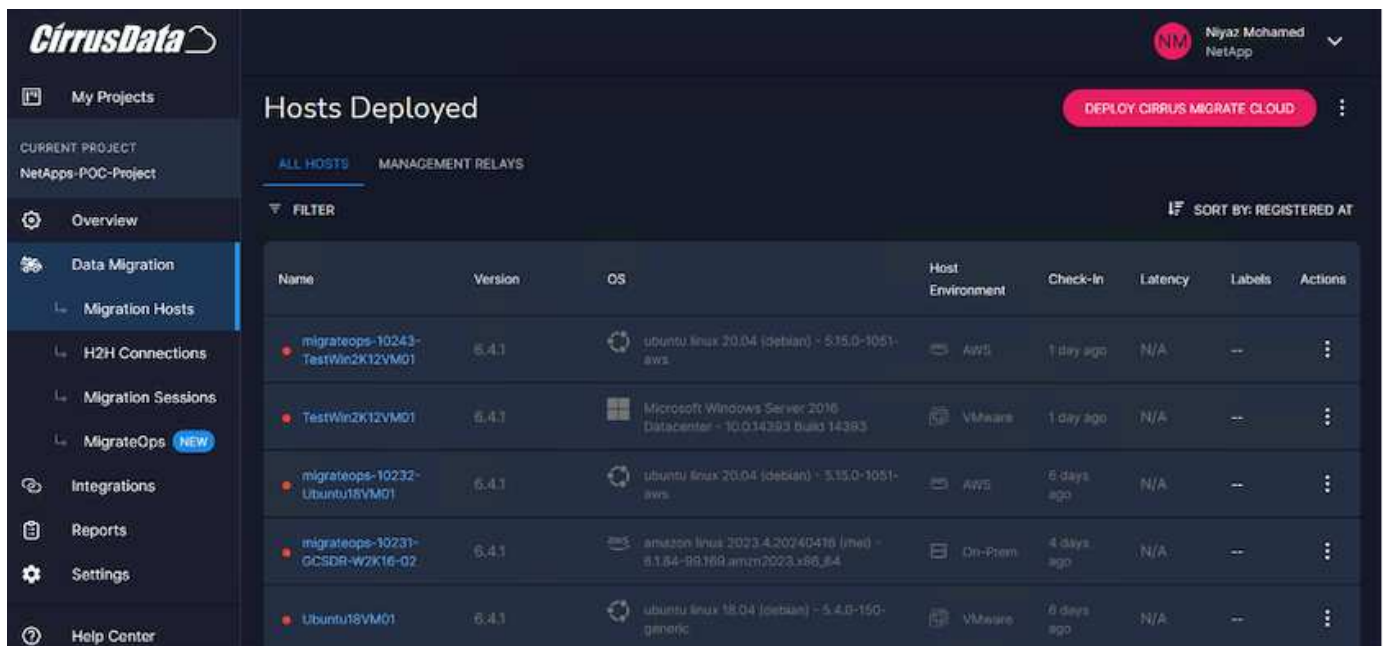 CirrusData
NM
Niyaz Mohamed
NetApp
My Projects
CURRENT PROJECT
NetApps-POC-Project
Overview
Data Migration
Migration Hosts
H2H Connections
Migration Sessions
MigrateOps NEW
Integrations
Reports
Settings
Help Center
Hosts Deployed
DEPLOY CIRRUS MIGRATE CLOUD
ALL HOSTS MANAGEMENT RELAYS
FILTER
SORT BY: REGISTERED AT
Name Version OS Host Environment Check-In Latency Labels Actions
migrateops-10243-
TestWin2K12VM01
6.4.1
ubuntu linux 20.04 (debian) - 5.15.0-1051-
aws
AWS
1 day ago
N/A
--
TestWin2K12VM01
6.4.1
Microsoft Windows Server 2016
Datacenter - 10.0.14393 Build 14393
VMware
1 day ago
N/A
--
migrateops-10232-
Ubuntu18VM01
6.4.1
ubuntu linux 20.04 (debian) - 5.15.0-1051-
aws
AWS
6 days
ago
N/A
--
migrateops-10231-
GCSDR-W2K16-02
6.4.1
aws
amazon linux 2023.4.20240416 (rhel) -
6.1.84-99.169.amzn2023.x86_64
On-Prem
4 days
ago
N/A
--
Ubuntu18VM01
6.4.1
ubuntu linux 18.04 (debian) - 5.4.0-150-
generic
VMware
6 days
ago
N/A
--